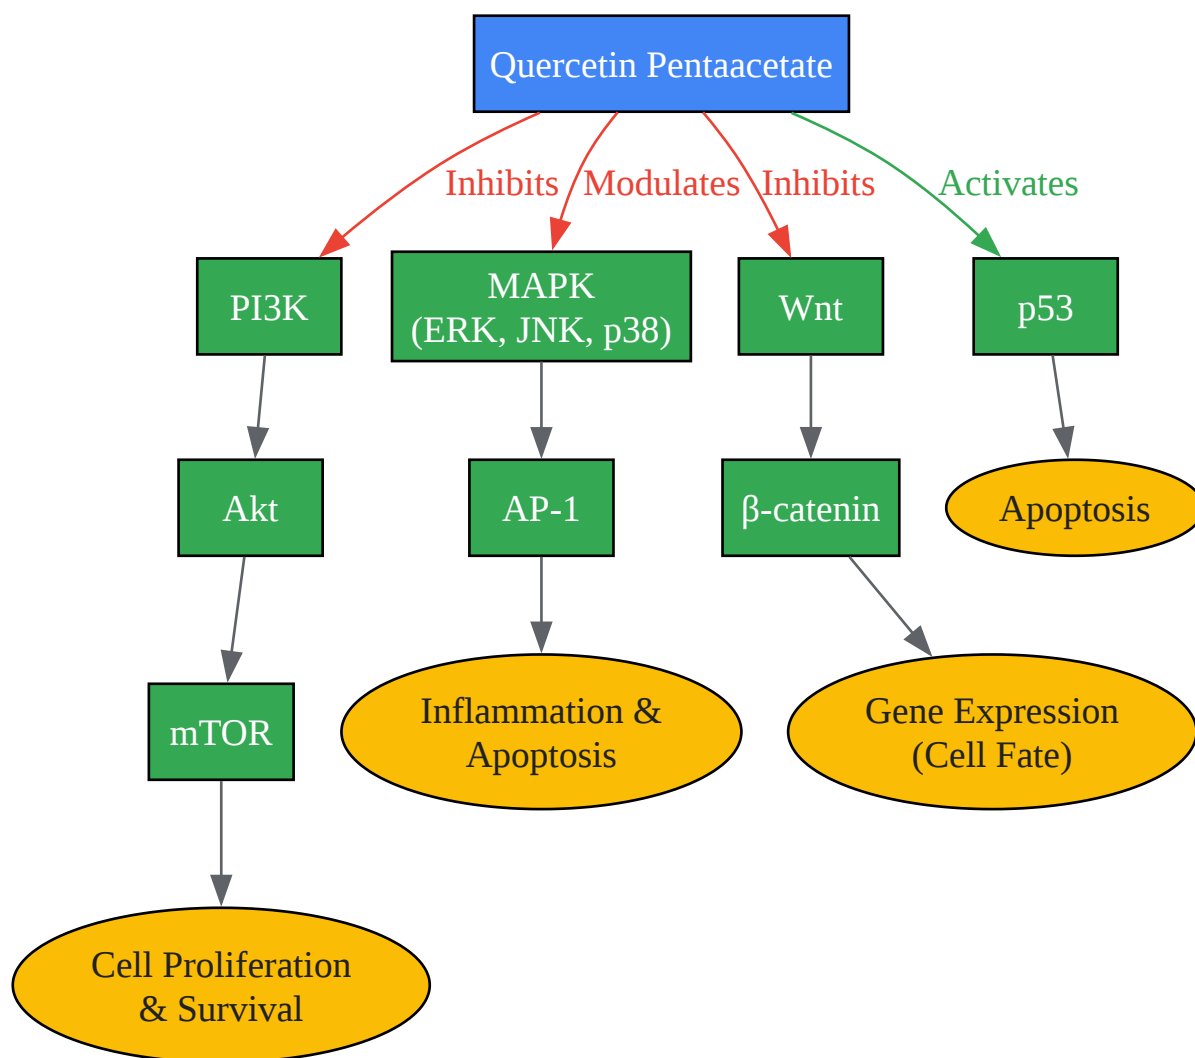 Quercetin Pentaacetate
Inhibits
Modulates
Inhibits
Activates
PI3K
MAPK
(ERK, JNK, p38)
Wnt
p53
Akt
AP-1
β-catenin
Apoptosis
mTOR
Inflammation &
Apoptosis
Gene Expression
(Cell Fate)
Cell Proliferation
& Survival